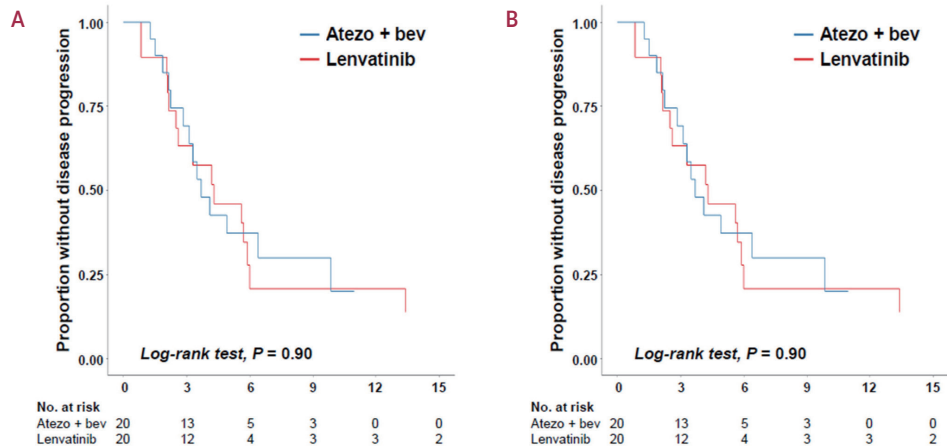 A
Proportion without disease progression
1.00
0.75
0.50
0.25
0.00
Atezo + bev
Lenvatinib
Log-rank test, P = 0.90
0 3 6 9 12 15
No. at risk
Atezo + bev 20 13 5 3 0 0
Lenvatinib 20 12 4 3 3 2
B
Proportion without disease progression
1.00
0.75
0.50
0.25
0.00
Atezo + bev
Lenvatinib
Log-rank test, P = 0.90
0 3 6 9 12 15
No. at risk
Atezo + bev 20 13 5 3 0 0
Lenvatinib 20 12 4 3 3 2